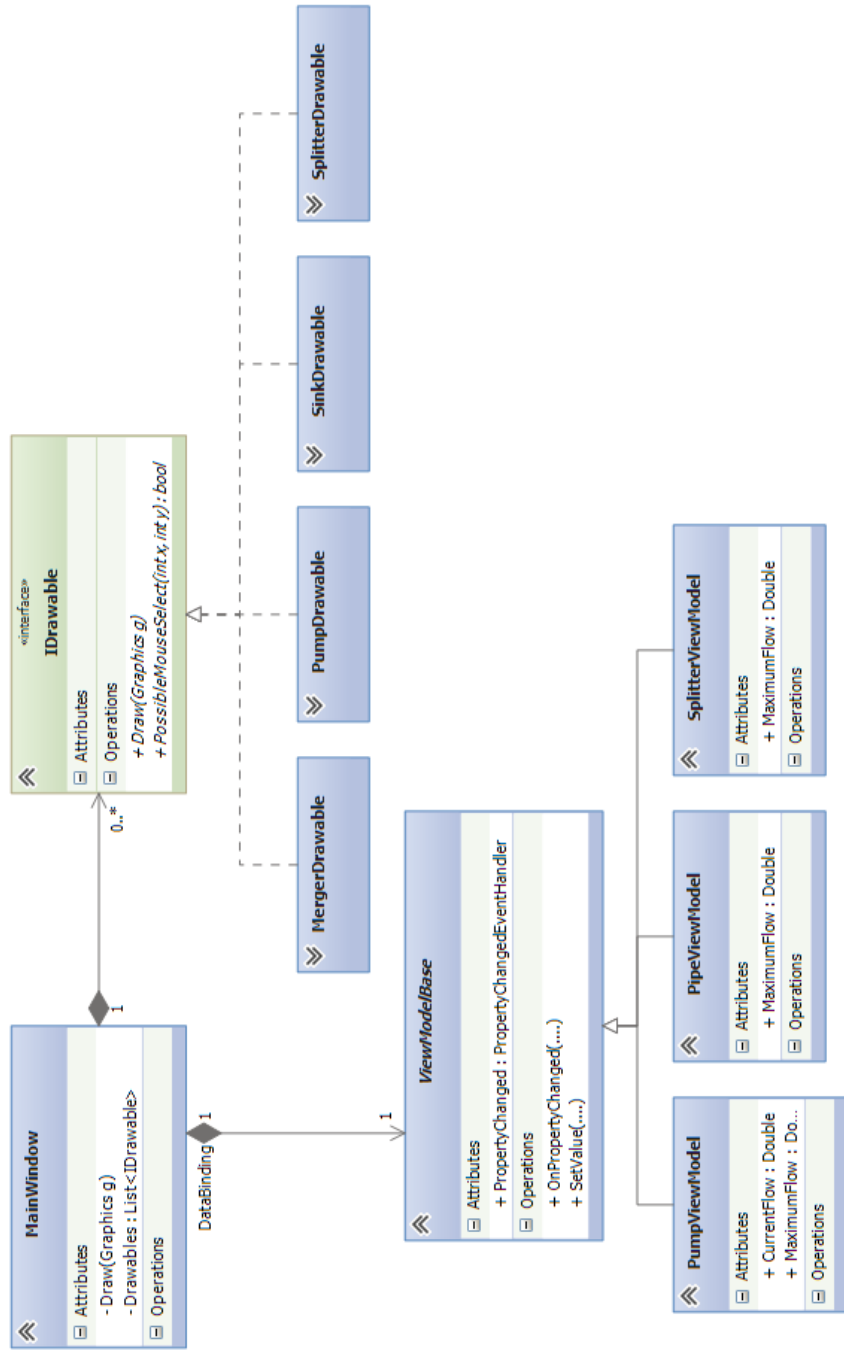 MainWindow
Attributes
- Draw(Graphics g)
- Drawables : List<IDrawable>
Operations
1
0..*
«interface»
IDrawable
Attributes
Operations
+ Draw(Graphics g)
+ PossibleMouseSelect(int x, int y) : bool
DataBinding
1
1
MergerDrawable
PumpDrawable
SinkDrawable
SplitterDrawable
ViewModelBase
Attributes
+ PropertyChanged : PropertyChangedEventHandler
Operations
+ OnPropertyChanged(....)
+ SetValue(....)
PumpViewModel
Attributes
+ CurrentFlow : Double
+ MaximumFlow : Do...
Operations
PipeViewModel
Attributes
+ MaximumFlow : Double
Operations
SplitterViewModel
Attributes
+ MaximumFlow : Double
Operations